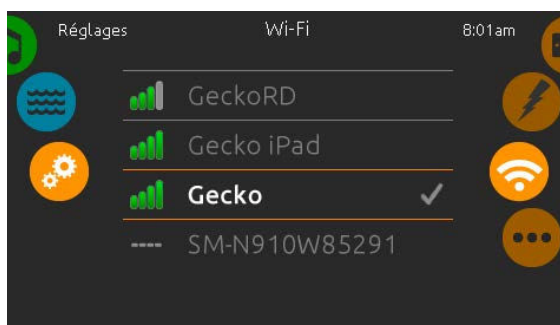 Réglages Wi-Fi 8:01am
GeckoRD
Gecko iPad
Gecko
---- SM-N910W85291